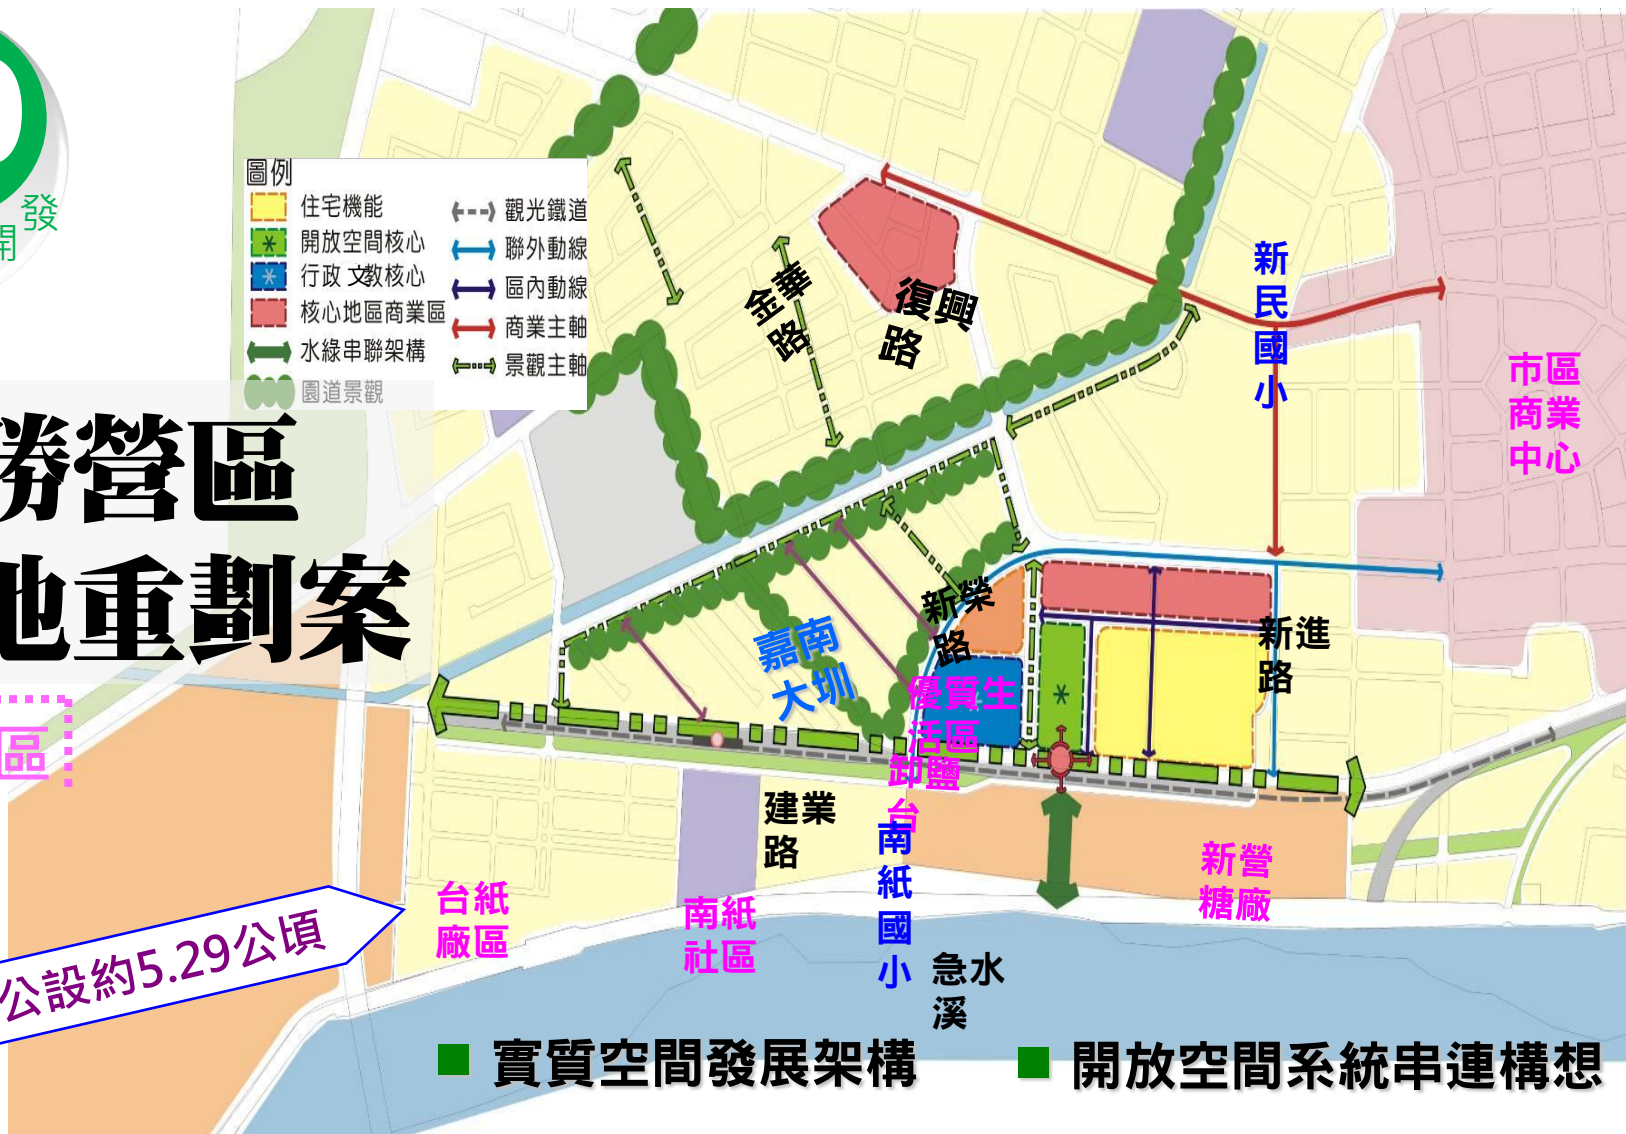 開
發
圖例
住宅機能
開放空間核心
行政 文教核心
核心地區商業區
水綠串聯架構
園道景觀
觀光鐵道
聯外動線
區內動線
商業主軸
景觀主軸
勝營區
地重劃案
區
公設約5.29公頃
金華
路
復興
路
新民國小
市區
商業
中心
嘉南
大圳
新榮
路
新進
路
優質生
活區
卸鹽
台
建業
路
南紙國小
台紙
廠區
南紙
社區
新營
糖廠
急水
溪
實質空間發展架構
開放空間系統串連構想